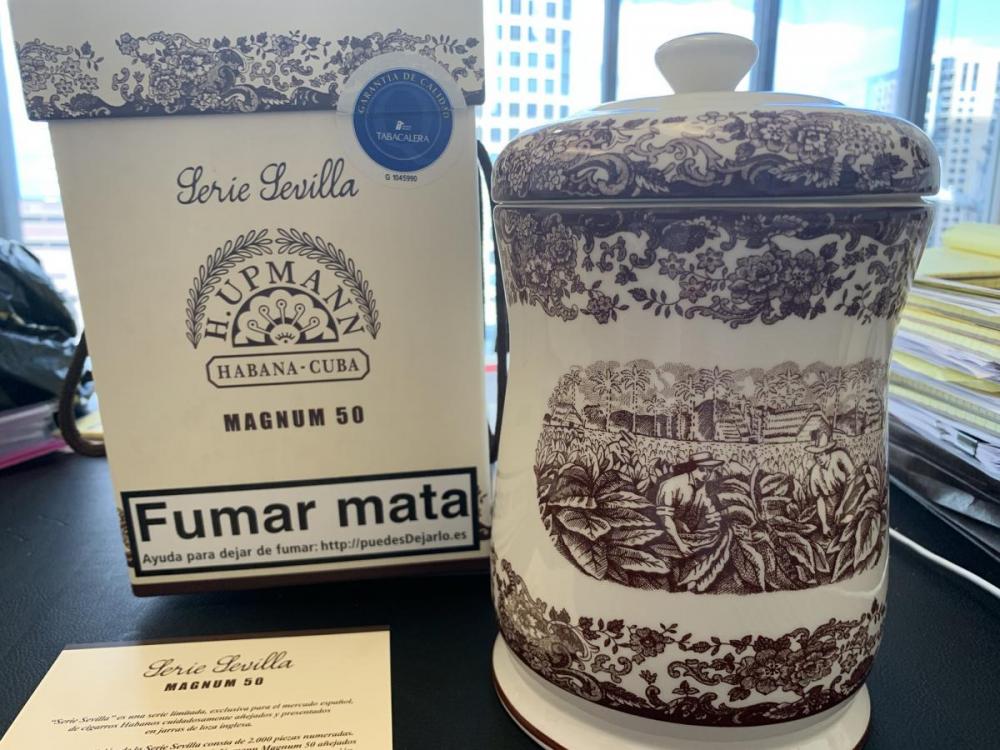 GARANTIA DE CALIDAD
TABACALERA
G 1045990
Serie Sevilla
H. UPMANN
HABANA-CUBA
MAGNUM 50
Fumar mata
Ayuda para dejar de fumar: http://puedesDejarlo.es
Serie Sevilla
MAGNUM 50
"Serie Sevilla" es una serie limitada, exclusiva para el mercado español,
de cigarros Habanos cuidadosamente añejados y presentados
en jarras de loza inglesa.
de la Serie Sevilla consta de 2.000 piezas numeradas,
Magnum 50 añejados